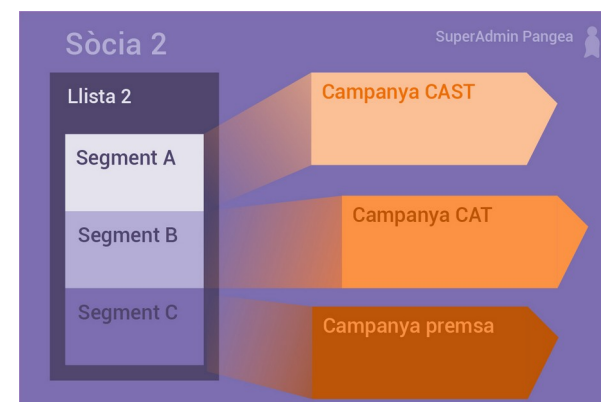 Sòcia 2
SuperAdmin Pangea
Llista 2
Campanya CAST
Segment A
Campanya CAT
Segment B
Segment C
Campanya premsa